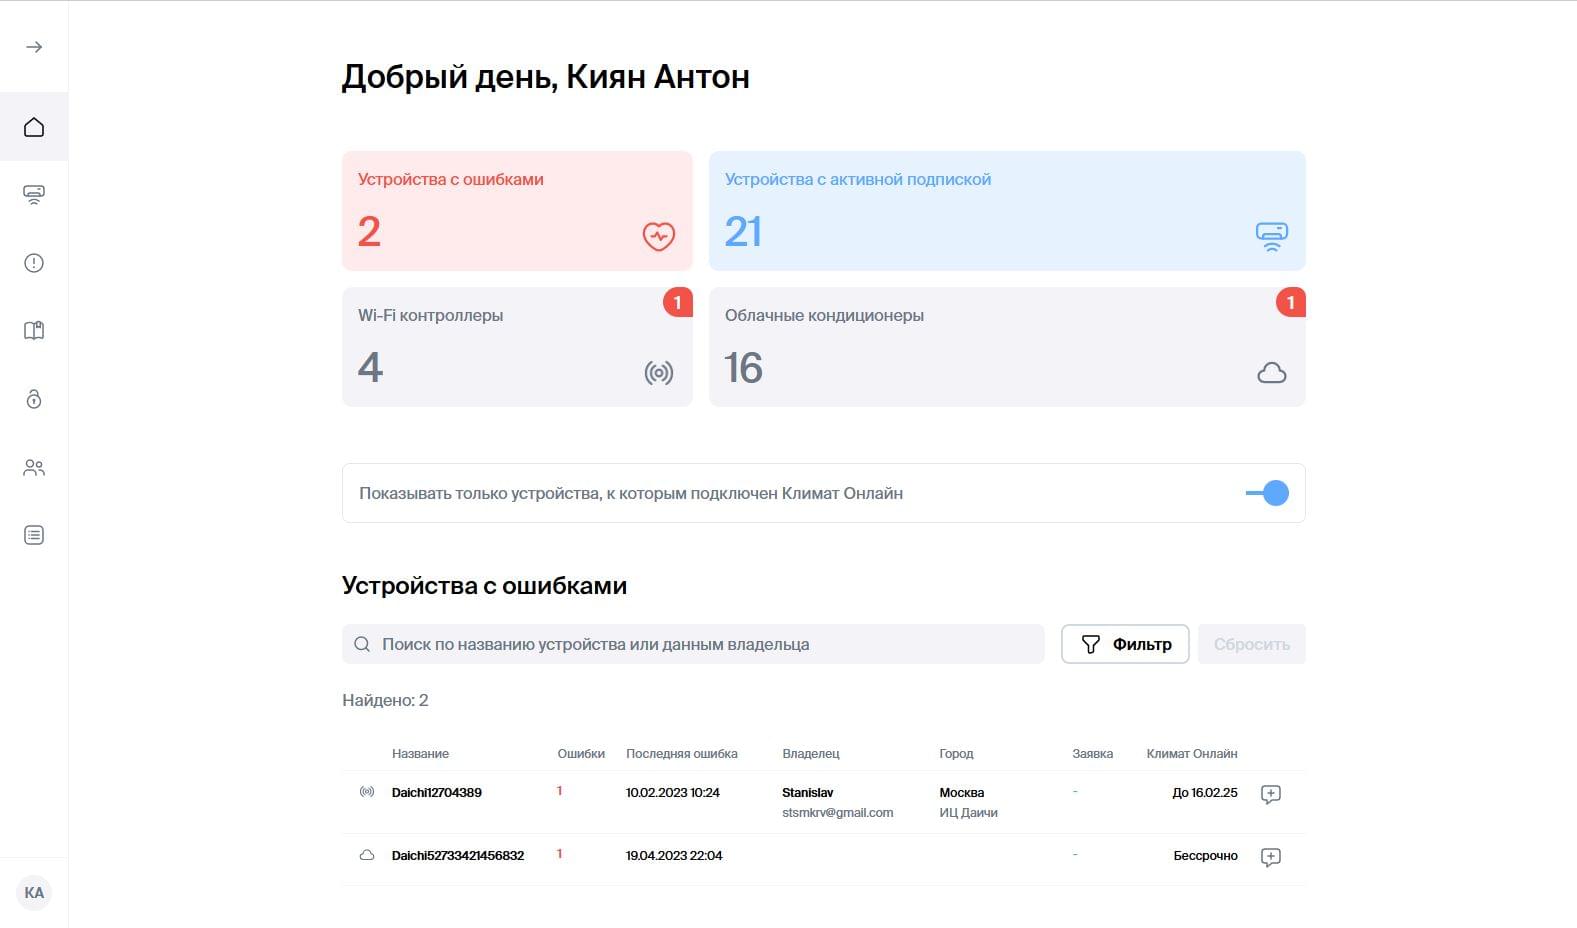 Добрый день, Киян Антон
Устройства с ошибками
2
Устройства с активной подпиской
21
Wi-Fi контроллеры
1
4
Облачные кондиционеры
1
16
Показывать только устройства, к которым подключен Климат Онлайн
Устройства с ошибками
Поиск по названию устройства или данным владельца
Фильтр
Сбросить
Найдено: 2
Название Ошибки Последняя ошибка Владелец Город Заявка Климат Онлайн
Daichi12704389 1 10.02.2023 10:24 Stanislav Москва - До 16.02.25
stsmkrv@gmail.com ИЦ Даичи
Daichi52733421456832 1 19.04.2023 22:04 - Бессрочно
КА